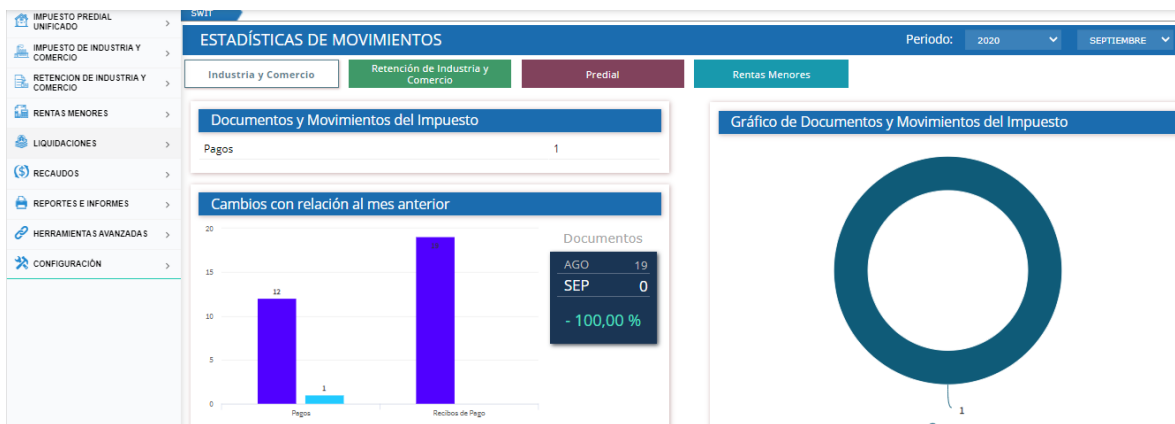 IMPUESTO PREDIAL
UNIFICADO
IMPUESTO DE INDUSTRIA Y
COMERCIO
RETENCION DE INDUSTRIA Y
COMERCIO
RENTAS MENORES
LIQUIDACIONES
RECAUDOS
REPORTES E INFORMES
HERRAMIENTAS AVANZADAS
CONFIGURACIÓN
SWIT
ESTADÍSTICAS DE MOVIMIENTOS
Periodo:
2020
SEPTIEMBRE
Industria y Comercio
Retención de Industria y
Comercio
Predial
Rentas Menores
Documentos y Movimientos del Impuesto
Pagos 1
Cambios con relación al mes anterior
20
15
10
5
0
12
1
19
Pagos
Recibos de Pago
Documentos
AGO 19
SEP 0
- 100,00 %
Gráfico de Documentos y Movimientos del Impuesto
1